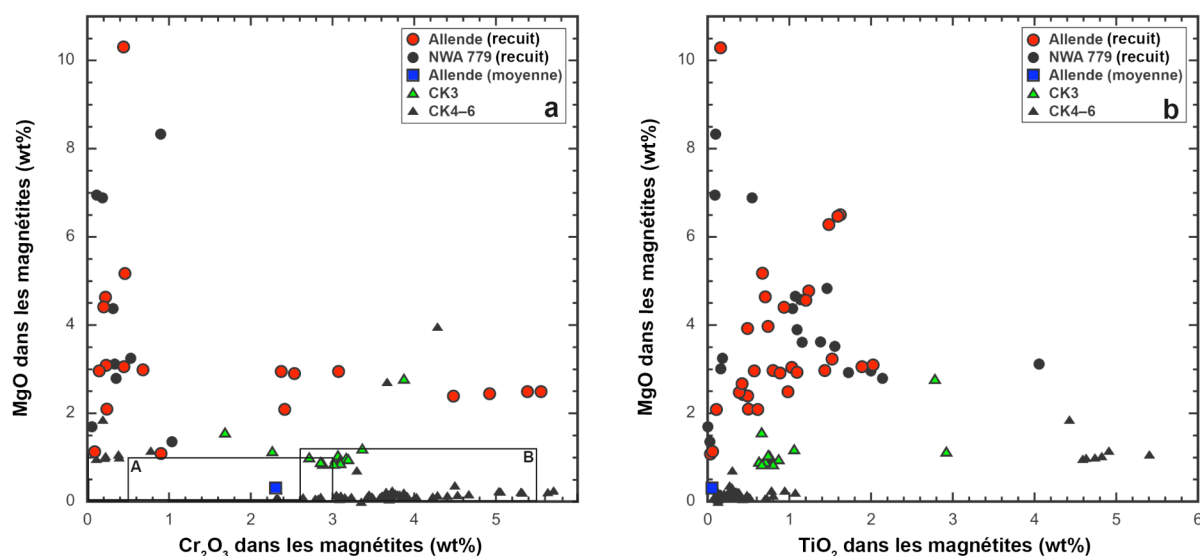 MgO dans les magnétites (wt%)
10
8
6
4
2
0
Allende (recuit)
NWA 779 (recuit)
Allende (moyenne)
CK3
CK4–6
a
A
B
0
1
2
3
4
5
Cr₂O₃ dans les magnétites (wt%)
MgO dans les magnétites (wt%)
10
8
6
4
2
0
Allende (recuit)
NWA 779 (recuit)
Allende (moyenne)
CK3
CK4–6
b
0
1
2
3
4
5
6
TiO₂ dans les magnétites (wt%)